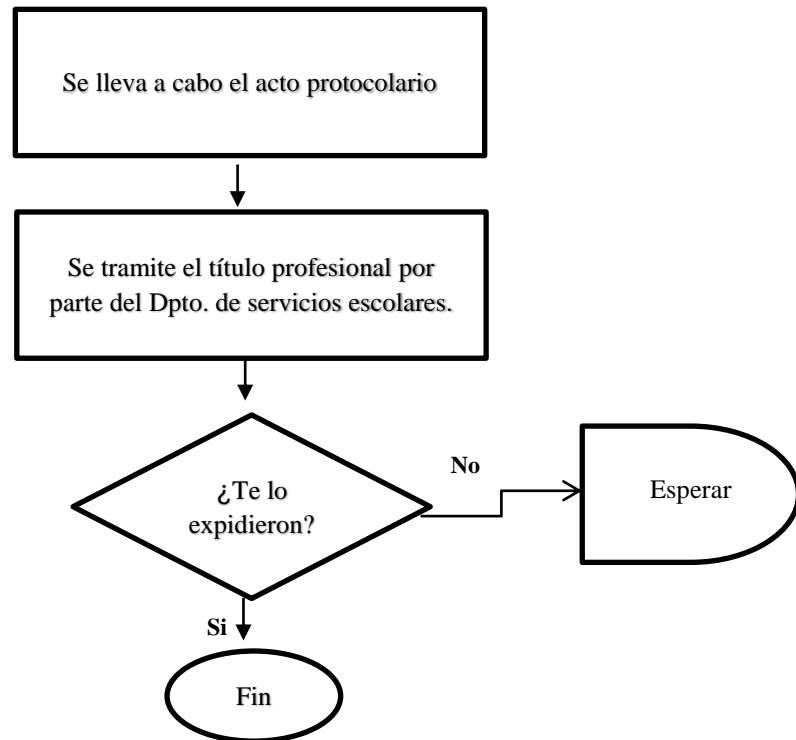 Se lleva a cabo el acto protocolario
Se tramite el título profesional por
parte del Dpto. de servicios escolares.
¿Te lo
expidieron?
No
Esperar
Si
Fin